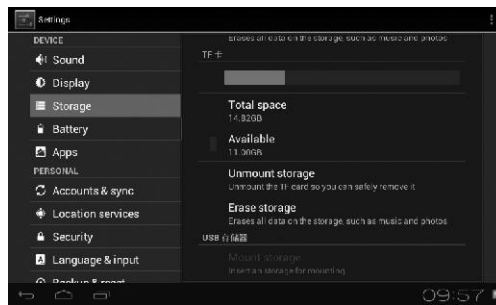 Settings
DEVICE
Sound
Display
Storage
Battery
Apps
PERSONAL
Accounts & sync
Location services
Security
Language & input
Backup & reset
Erases all data on the storage, such as music and photos
TF卡
Total space
14.82GB
Available
11.00GB
Unmount storage
Unmount the TF card so you can safely remove it
Erase storage
Erases all data on the storage, such as music and photos
USB 存储器
Mount storage
Insert an storage for mounting
09:57